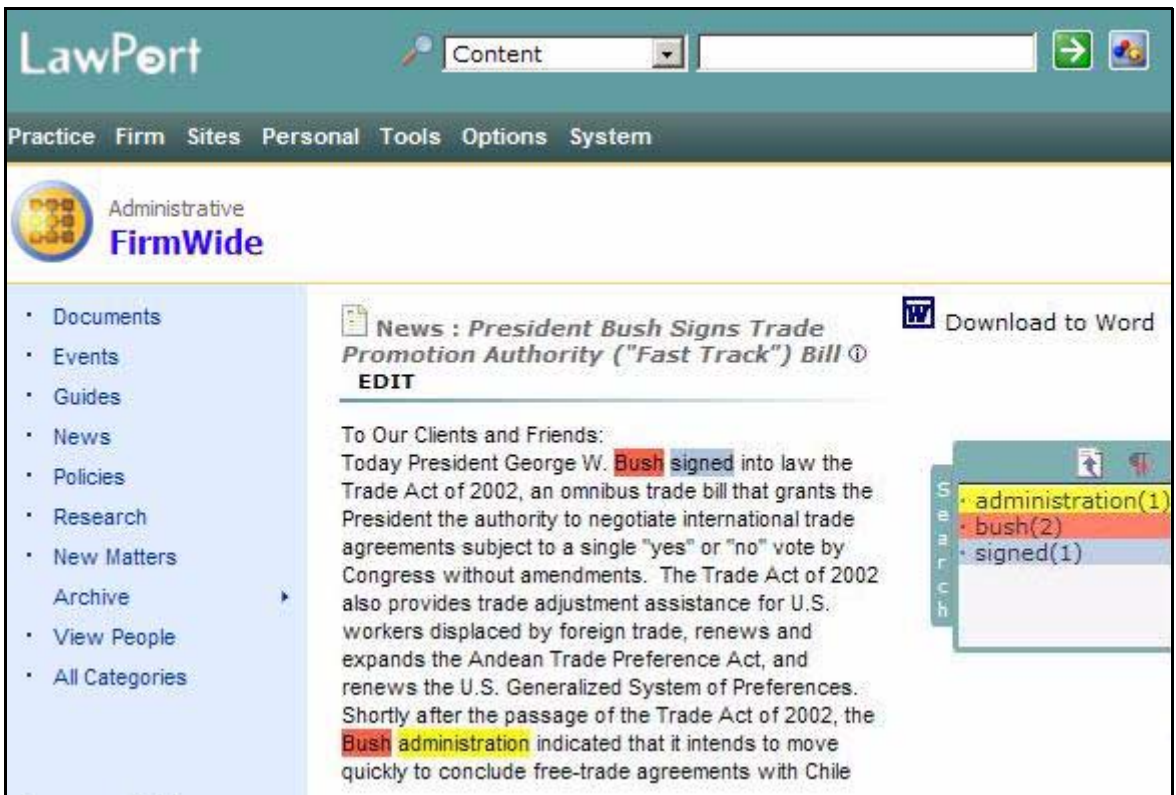 LawPort
Content
Practice Firm Sites Personal Tools Options System
Administrative
FirmWide
· Documents
· Events
· Guides
· News
· Policies
· Research
· New Matters
Archive
· View People
· All Categories
News : President Bush Signs Trade
Promotion Authority ("Fast Track") Bill
EDIT
To Our Clients and Friends:
Today President George W. Bush signed into law the
Trade Act of 2002, an omnibus trade bill that grants the
President the authority to negotiate international trade
agreements subject to a single "yes" or "no" vote by
Congress without amendments. The Trade Act of 2002
also provides trade adjustment assistance for U.S.
workers displaced by foreign trade, renews and
expands the Andean Trade Preference Act, and
renews the U.S. Generalized System of Preferences.
Shortly after the passage of the Trade Act of 2002, the
Bush administration indicated that it intends to move
quickly to conclude free-trade agreements with Chile
W Download to Word
Search
· administration(1)
· bush(2)
· signed(1)